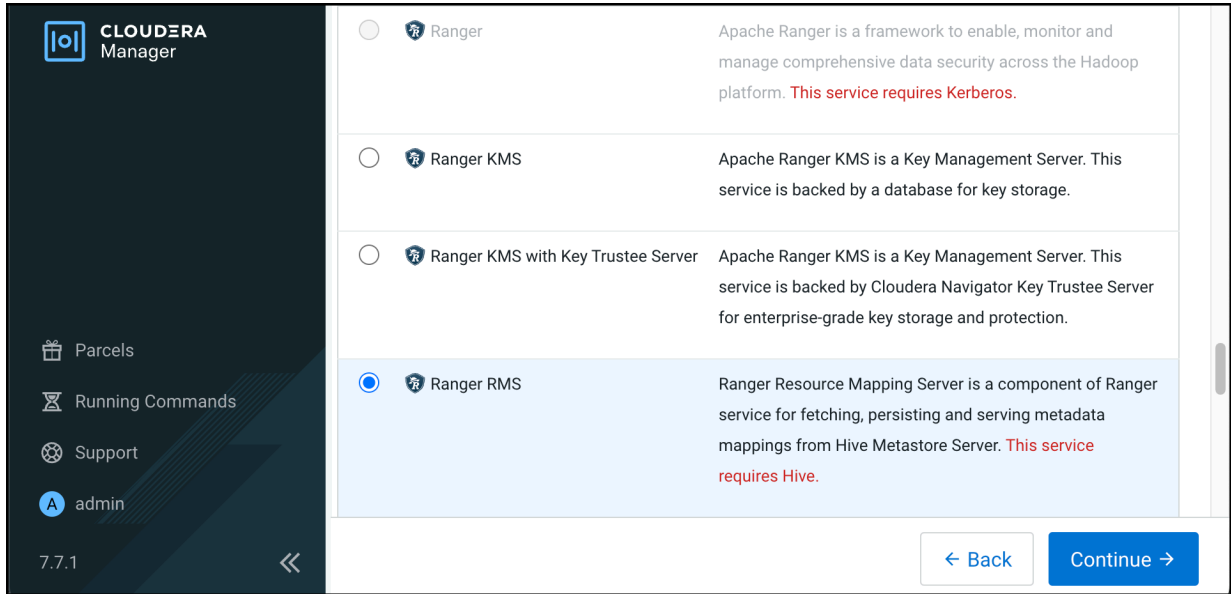 CLOUDERA
Manager
Parcels
Running Commands
Support
A admin
7.7.1
Ranger
Apache Ranger is a framework to enable, monitor and
manage comprehensive data security across the Hadoop
platform. This service requires Kerberos.
Ranger KMS
Apache Ranger KMS is a Key Management Server. This
service is backed by a database for key storage.
Ranger KMS with Key Trustee Server
Apache Ranger KMS is a Key Management Server. This
service is backed by Cloudera Navigator Key Trustee Server
for enterprise-grade key storage and protection.
Ranger RMS
Ranger Resource Mapping Server is a component of Ranger
service for fetching, persisting and serving metadata
mappings from Hive Metastore Server. This service
requires Hive.
← Back
Continue →